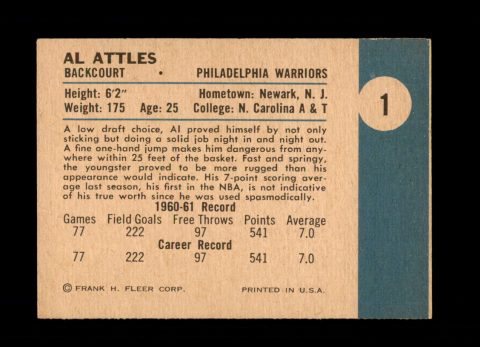 AL ATTLES
BACKCOURT • PHILADELPHIA WARRIORS
Height: 6'2" Hometown: Newark, N. J.
Weight: 175 Age: 25 College: N. Carolina A & T
1
A low draft choice, Al proved himself by not only
sticking but doing a solid job night in and night out.
A fine one-hand jump makes him dangerous from any-
where within 25 feet of the basket. Fast and springy,
the youngster proved to be more rugged than his
appearance would indicate. His 7-point scoring aver-
age last season, his first in the NBA, is not indicative
of his true worth since he was used spasmodically.
1960-61 Record
Games Field Goals Free Throws Points Average
77 222 97 541 7.0
Career Record
77 222 97 541 7.0
© FRANK H. FLEER CORP. PRINTED IN U.S.A.